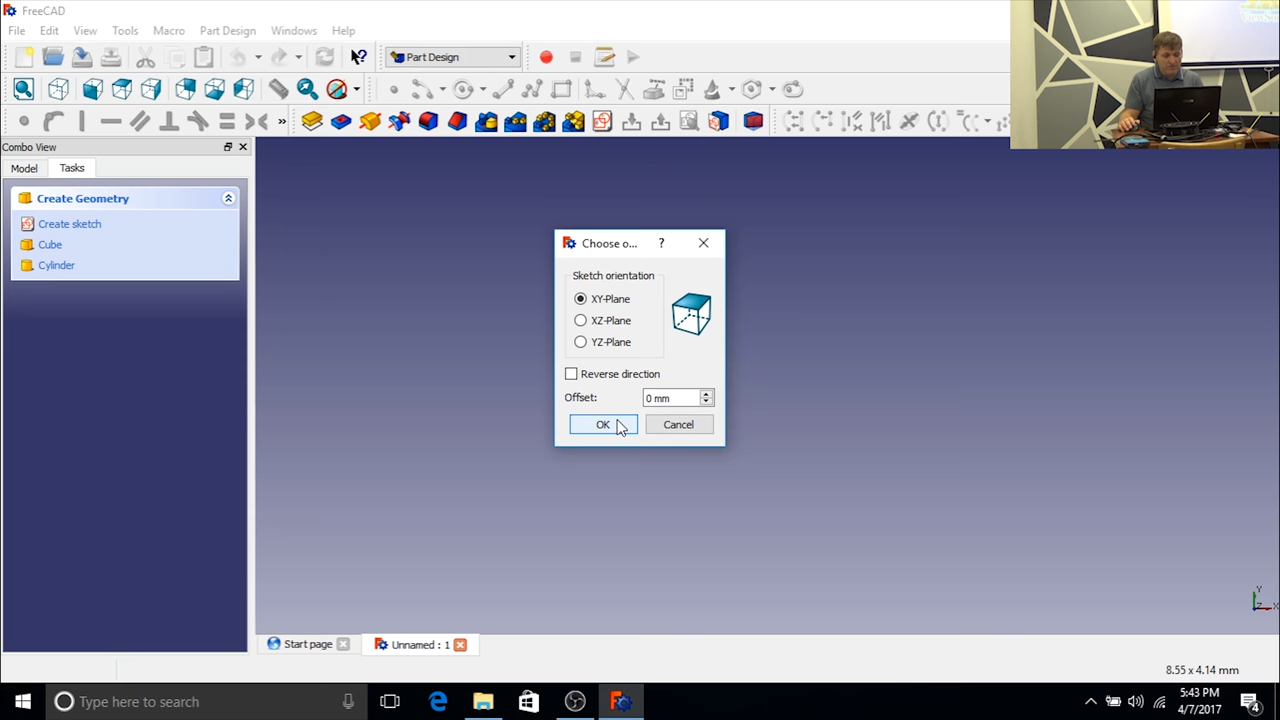 FreeCAD
File Edit View Tools Macro Part Design Windows Help
Part Design
Combo View
Model Tasks
Create Geometry
Create sketch
Cube
Cylinder
Choose o... ?
Sketch orientation
XY-Plane
XZ-Plane
YZ-Plane
Reverse direction
Offset: 0 mm
OK Cancel
Y
Z X
Start page Unnamed : 1
8.55 x 4.14 mm
Type here to search
5:43 PM
4/7/2017
4